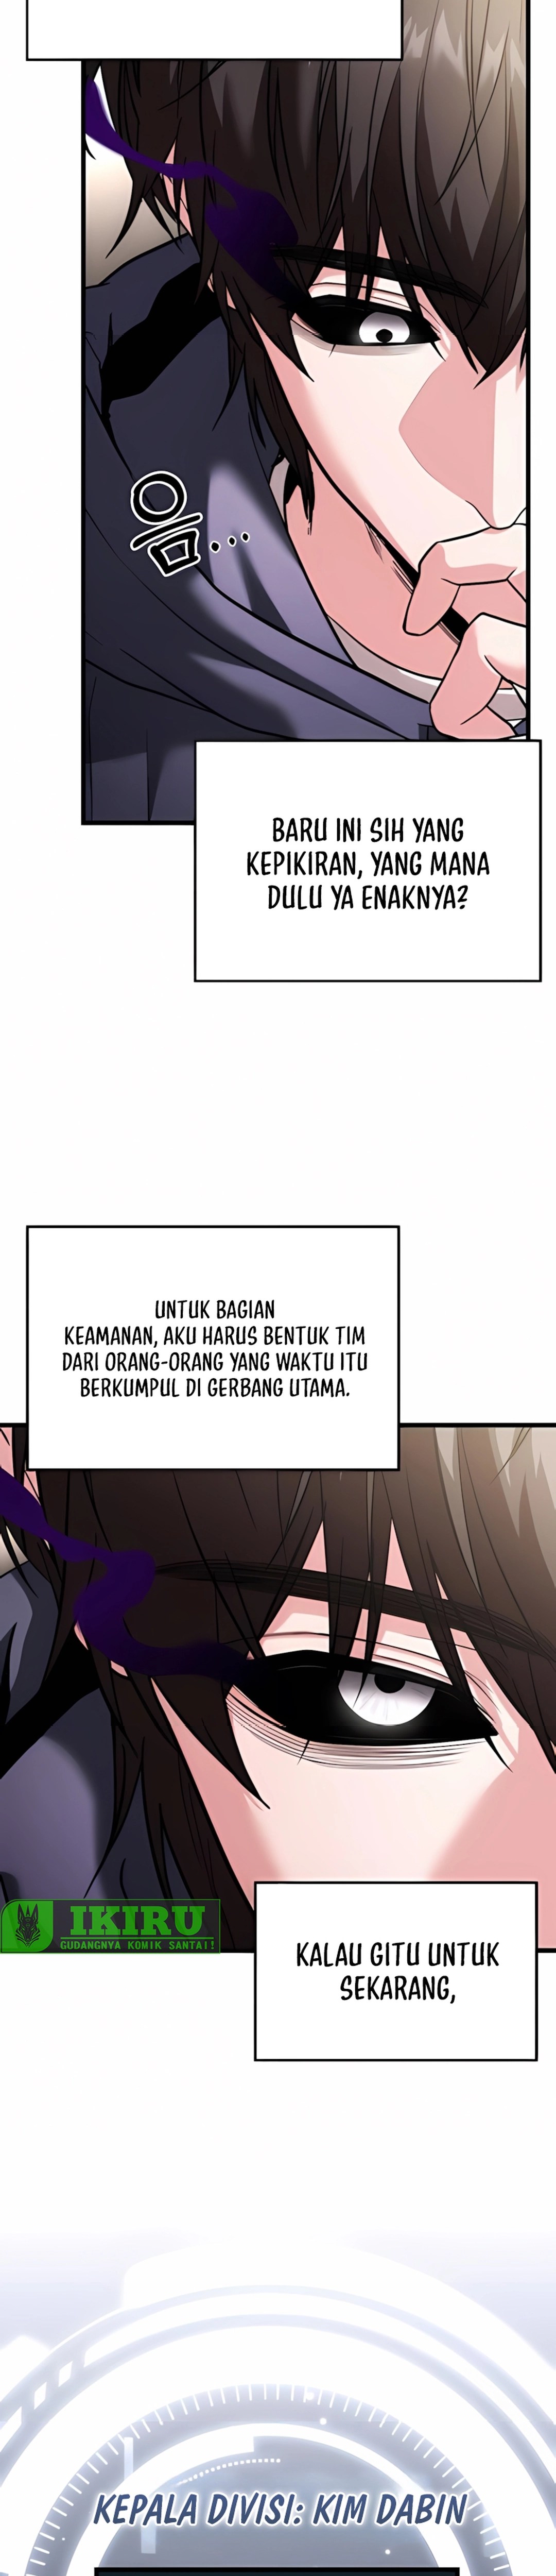 음...
BARU INI SIH YANG
KEPIKIRAN, YANG MANA
DULU YA ENAKNYA?
UNTUK BAGIAN
KEAMANAN, AKU HARUS BENTUK TIM
DARI ORANG-ORANG YANG WAKTU ITU
BERKUMPUL DI GERBANG UTAMA.
IKIRU
GUDANGNYA KOMIK SANTAI!
KALAU GITU UNTUK
SEKARANG,
KEPALA DIVISI: KIM DABIN